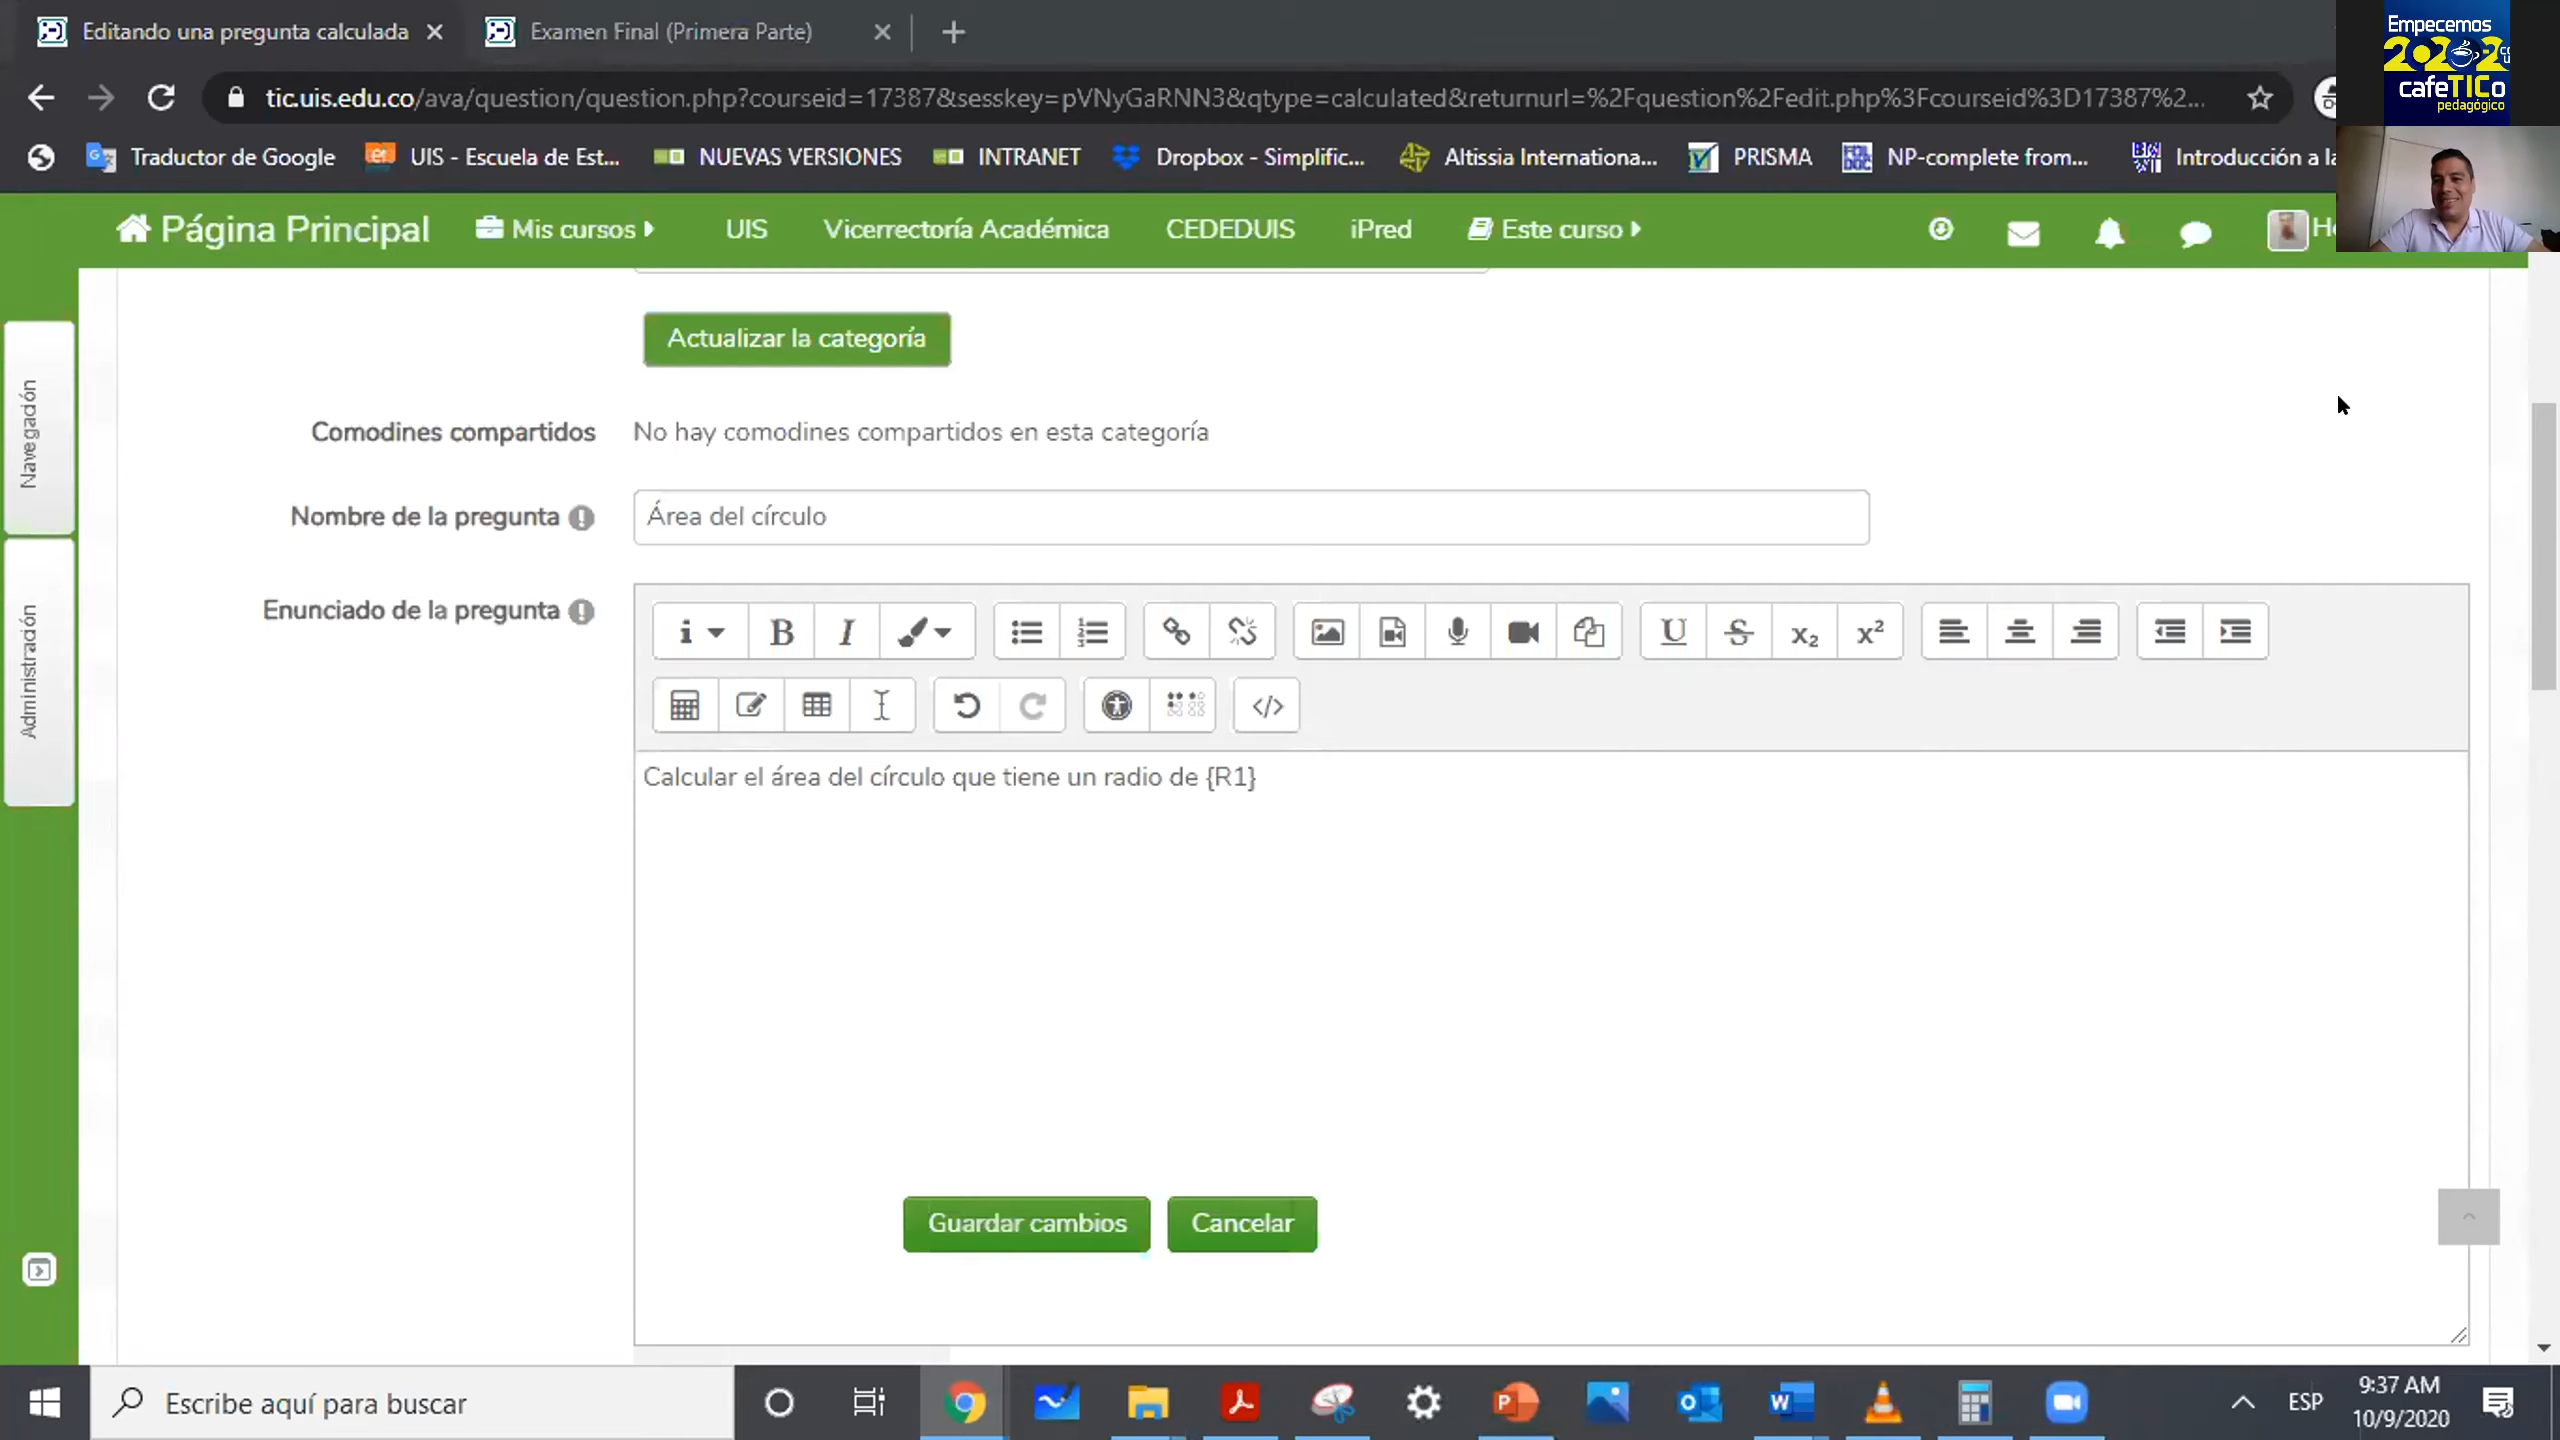 Editando una pregunta calculada
Examen Final (Primera Parte)
tic.uis.edu.co/ava/question/question.php?courseid=17387&sesskey=pVNyGaRNN3&qtype=calculated&returnurl=%2Fquestion%2Fedit.php%3Fcourseid%3D17387%2...
Empecemos
2020-2
cafeTICo
pedagógico
Traductor de Google
UIS - Escuela de Est...
NUEVAS VERSIONES
INTRANET
Dropbox - Simplific...
Altissia Internationa...
PRISMA
NP-complete from...
Introducción a la
Página Principal
Mis cursos
UIS
Vicerrectoría Académica
CEDEDUIS
iPred
Este curso
Navegación
Administración
Actualizar la categoría
Comodines compartidos
No hay comodines compartidos en esta categoría
Nombre de la pregunta
Área del círculo
Enunciado de la pregunta
i
B
I
U
S
x₂
x²
</>
Calcular el área del círculo que tiene un radio de {R1}
Guardar cambios
Cancelar
Escribe aquí para buscar
ESP
9:37 AM
10/9/2020